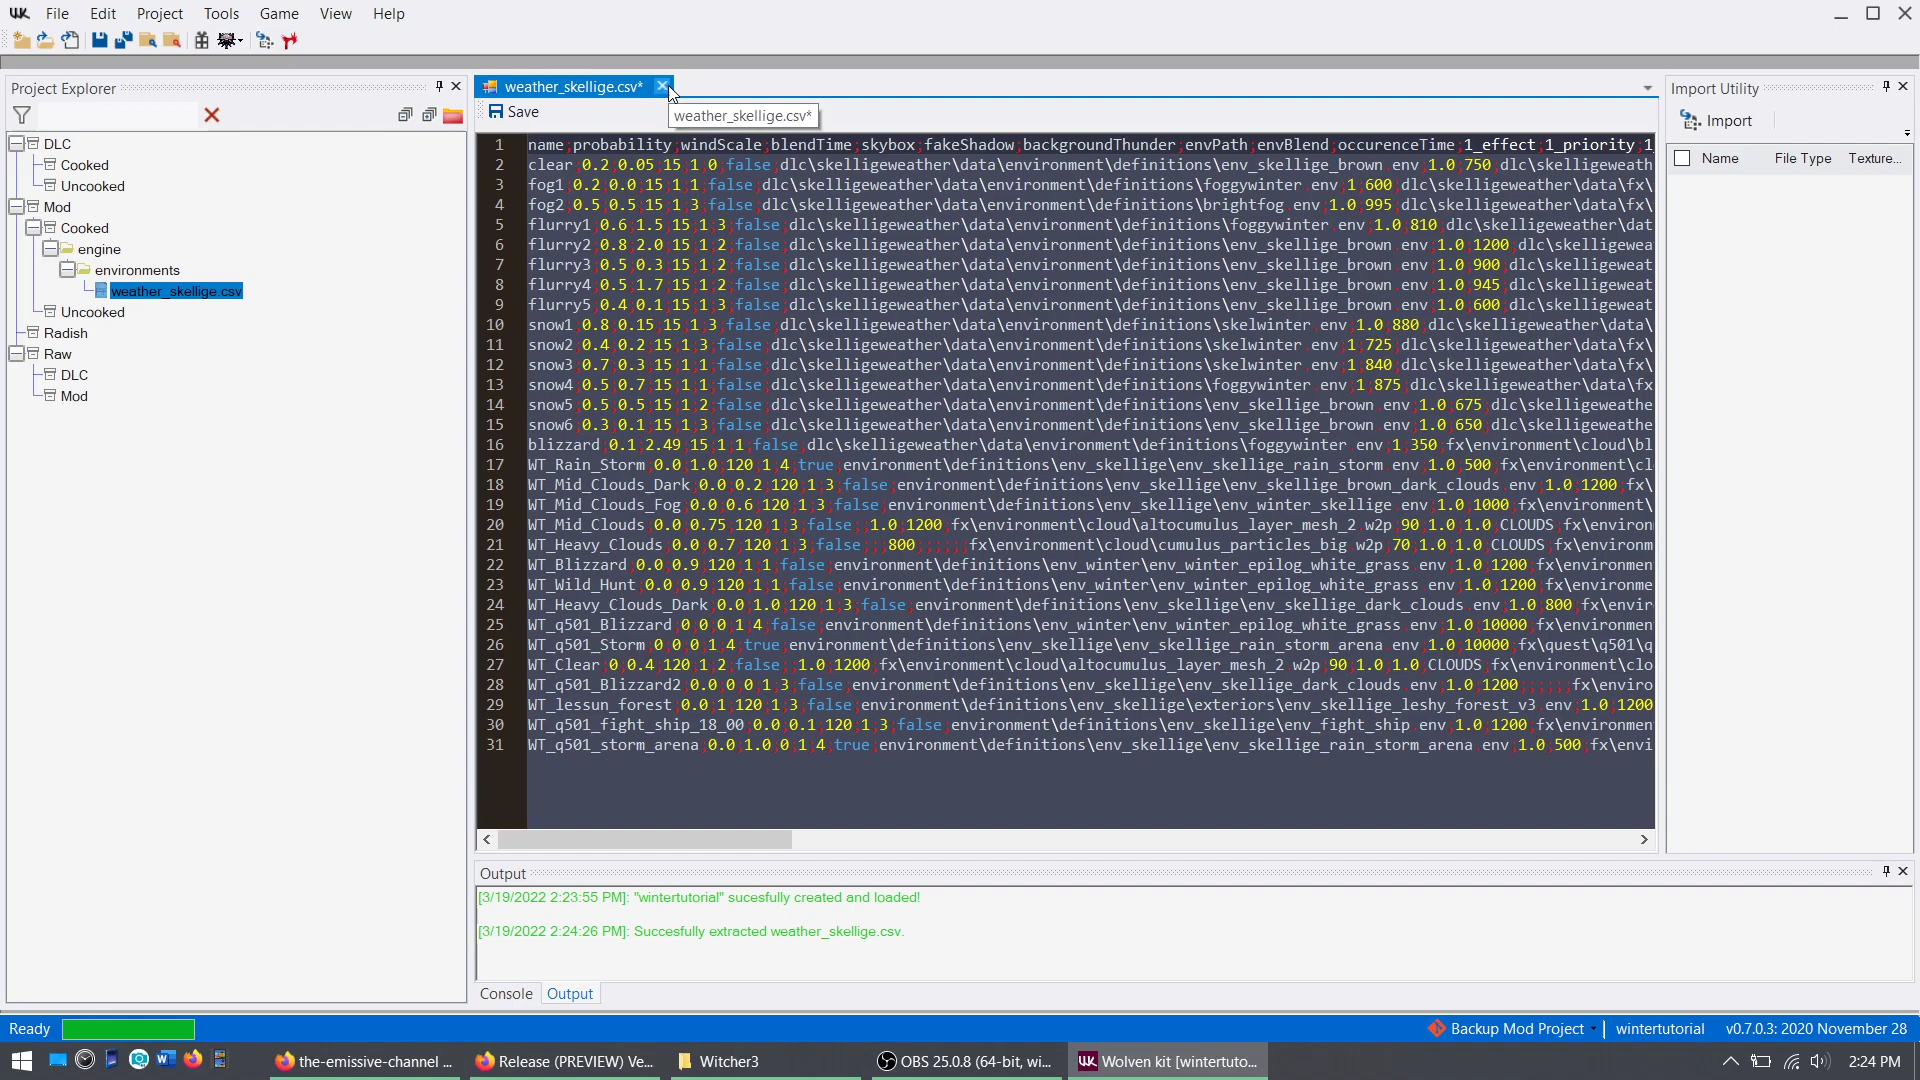 File Edit Project Tools Game View Help
Project Explorer
DLC
Cooked
Uncooked
Mod
Cooked
engine
environments
weather_skellige.csv
Uncooked
Radish
Raw
DLC
Mod
weather_skellige.csv*
Save
weather_skellige.csv*
1 name;probability;windScale;blendTime;skybox;fakeShadow;backgroundThunder;envPath;envBlend;occurenceTime;1_effect;1_priority;1_
2 clear;0.2;0.05;15;1;0;false;dlc\skelligeweather\data\environment\definitions\env_skellige_brown.env;1.0;750;dlc\skelligeweath
3 fog1;0.2;0.0;15;1;1;false;dlc\skelligeweather\data\environment\definitions\foggywinter.env;1;600;dlc\skelligeweather\data\fx\
4 fog2;0.5;0.5;15;1;3;false;dlc\skelligeweather\data\environment\definitions\brightfog.env;1.0;995;dlc\skelligeweather\data\fx\
5 flurry1;0.6;1.5;15;1;3;false;dlc\skelligeweather\data\environment\definitions\foggywinter.env;1.0;810;dlc\skelligeweather\dat
6 flurry2;0.8;2.0;15;1;2;false;dlc\skelligeweather\data\environment\definitions\env_skellige_brown.env;1.0;1200;dlc\skelligewea
7 flurry3;0.5;0.3;15;1;2;false;dlc\skelligeweather\data\environment\definitions\env_skellige_brown.env;1.0;900;dlc\skelligeweat
8 flurry4;0.5;1.7;15;1;2;false;dlc\skelligeweather\data\environment\definitions\env_skellige_brown.env;1.0;945;dlc\skelligeweat
9 flurry5;0.4;0.1;15;1;3;false;dlc\skelligeweather\data\environment\definitions\env_skellige_brown.env;1.0;600;dlc\skelligeweat
10 snow1;0.8;0.15;15;1;3;false;dlc\skelligeweather\data\environment\definitions\skelwinter.env;1.0;880;dlc\skelligeweather\data\
11 snow2;0.4;0.2;15;1;3;false;dlc\skelligeweather\data\environment\definitions\skelwinter.env;1;725;dlc\skelligeweather\data\fx\
12 snow3;0.7;0.3;15;1;1;false;dlc\skelligeweather\data\environment\definitions\skelwinter.env;1;840;dlc\skelligeweather\data\fx\
13 snow4;0.5;0.7;15;1;1;false;dlc\skelligeweather\data\environment\definitions\foggywinter.env;1;875;dlc\skelligeweather\data\fx
14 snow5;0.5;0.5;15;1;2;false;dlc\skelligeweather\data\environment\definitions\env_skellige_brown.env;1.0;675;dlc\skelligeweathe
15 snow6;0.3;0.1;15;1;3;false;dlc\skelligeweather\data\environment\definitions\env_skellige_brown.env;1.0;650;dlc\skelligeweathe
16 blizzard;0.1;2.49;15;1;1;false;dlc\skelligeweather\data\environment\definitions\foggywinter.env;1;350;fx\environment\cloud\bl
17 WT_Rain_Storm;0.0;1.0;120;1;4;true;environment\definitions\env_skellige\env_skellige_rain_storm.env;1.0;500;fx\environment\cl
18 WT_Mid_Clouds_Dark;0.0;0.2;120;1;3;false;environment\definitions\env_skellige\env_skellige_brown_dark_clouds.env;1.0;1200;fx\
19 WT_Mid_Clouds_Fog;0.0;0.6;120;1;3;false;environment\definitions\env_skellige\env_winter_skellige.env;1.0;1000;fx\environment\
20 WT_Mid_Clouds;0.0;0.75;120;1;3;false;;1.0;1200;fx\environment\cloud\altocumulus_layer_mesh_2.w2p;90;1.0;1.0;CLOUDS;fx\environ
21 WT_Heavy_Clouds;0.0;0.7;120;1;3;false;;;800;;;;;;fx\environment\cloud\cumulus_particles_big.w2p;70;1.0;1.0;CLOUDS;fx\environm
22 WT_Blizzard;0.0;0.9;120;1;1;false;environment\definitions\env_winter\env_winter_epilog_white_grass.env;1.0;1200;fx\environmen
23 WT_Wild_Hunt;0.0;0.9;120;1;1;false;environment\definitions\env_winter\env_winter_epilog_white_grass.env;1.0;1200;fx\environme
24 WT_Heavy_Clouds_Dark;0.0;1.0;120;1;3;false;environment\definitions\env_skellige\env_skellige_dark_clouds.env;1.0;800;fx\envir
25 WT_q501_Blizzard;0;0;0;1;4;false;environment\definitions\env_winter\env_winter_epilog_white_grass.env;1.0;10000;fx\environmen
26 WT_q501_Storm;0;0;0;1;4;true;environment\definitions\env_skellige\env_skellige_rain_storm_arena.env;1.0;10000;fx\quest\q501\q
27 WT_Clear;0;0.4;120;1;2;false;;1.0;1200;fx\environment\cloud\altocumulus_layer_mesh_2.w2p;90;1.0;1.0;CLOUDS;fx\environment\clo
28 WT_q501_Blizzard2;0.0;0;0;1;3;false;environment\definitions\env_skellige\env_skellige_dark_clouds.env;1.0;1200;;;;;;fx\enviro
29 WT_lessun_forest;0.0;1;120;1;3;false;environment\definitions\env_skellige\exteriors\env_skellige_leshy_forest_v3.env;1.0;1200
30 WT_q501_fight_ship_18_00;0.0;0.1;120;1;3;false;environment\definitions\env_skellige\env_fight_ship.env;1.0;1200;fx\environmen
31 WT_q501_storm_arena;0.0;1.0;0;1;4;true;environment\definitions\env_skellige\env_skellige_rain_storm_arena.env;1.0;500;fx\envi
Import Utility
Import
Name File Type Texture...
Output
[3/19/2022 2:23:55 PM]: "wintertutorial" sucesfully created and loaded!
[3/19/2022 2:24:26 PM]: Succesfully extracted weather_skellige.csv.
Console Output
Ready Backup Mod Project wintertutorial v0.7.0.3: 2020 November 28
the-emissive-channel ... Release (PREVIEW) Ve... Witcher3 OBS 25.0.8 (64-bit, wi... Wolven kit [wintertuto... 2:24 PM